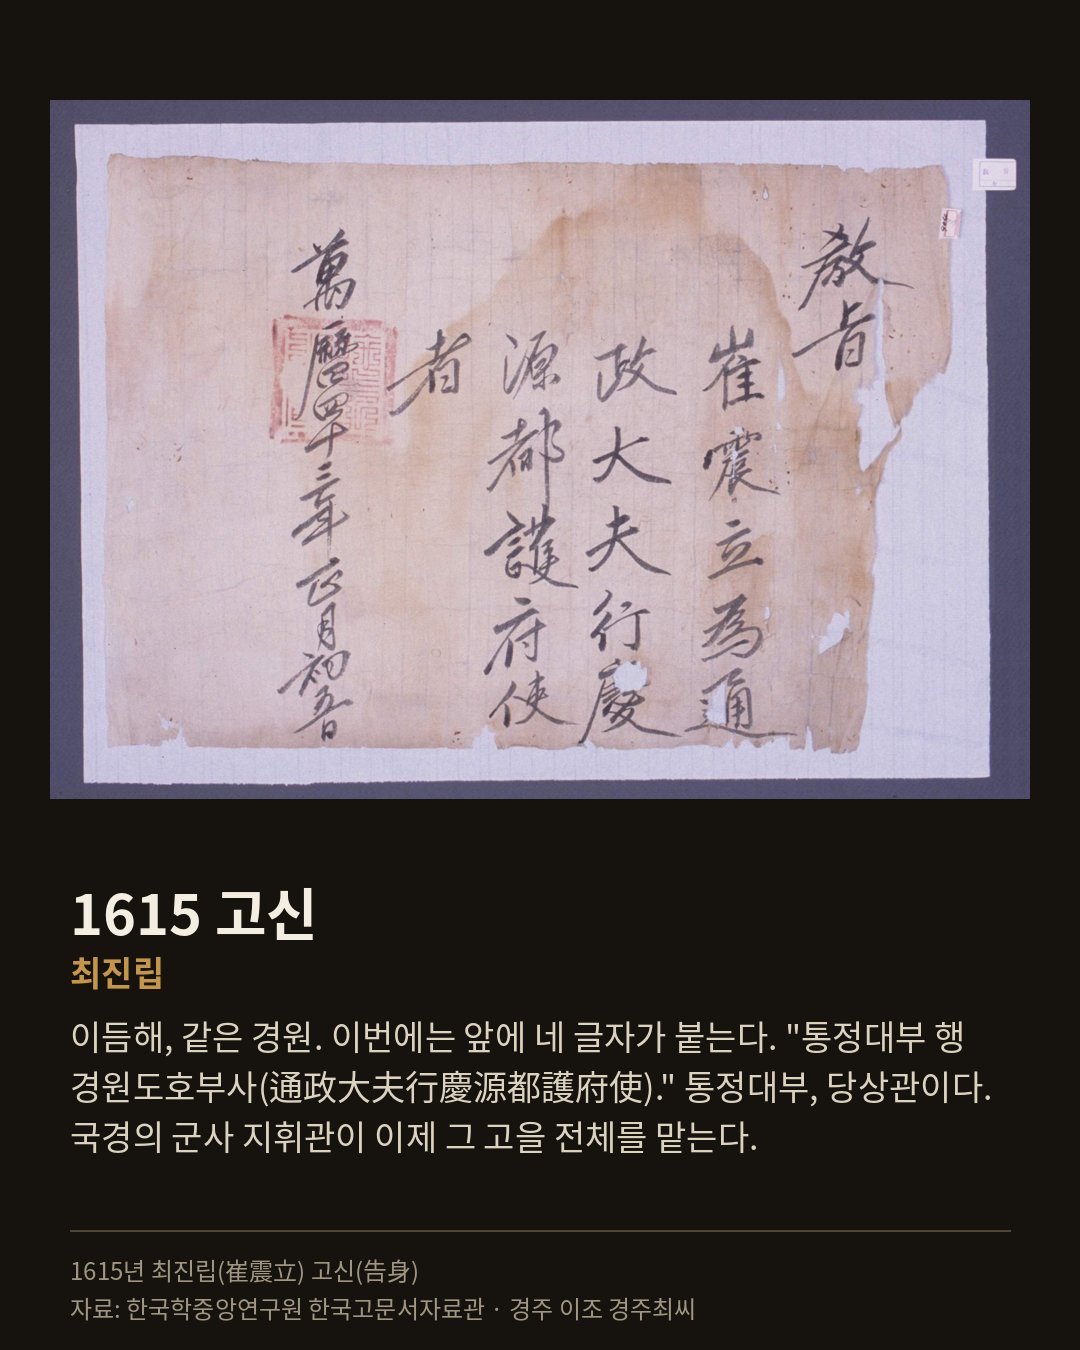 教旨
崔震立為通
政大夫行慶
源都護府使
者
萬曆四十三年正月初五日
1615 고신
최진립
이듬해, 같은 경원. 이번에는 앞에 네 글자가 붙는다. "통정대부 행
경원도호부사(通政大夫行慶源都護府使)." 통정대부, 당상관이다.
국경의 군사 지휘관이 이제 그 고을 전체를 맡는다.
1615년 최진립(崔震立) 고신(告身)
자료: 한국학중앙연구원 한국고문서자료관 · 경주 이조 경주최씨